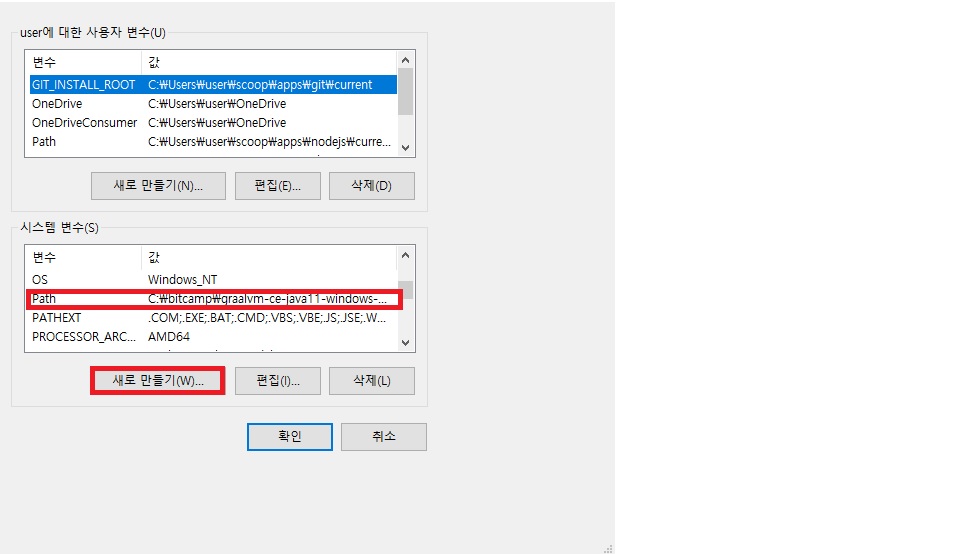 user에 대한 사용자 변수(U)
변수 값
GIT_INSTALL_ROOT C:₩Users₩user₩scoop₩apps₩git₩current
OneDrive C:₩Users₩user₩OneDrive
OneDriveConsumer C:₩Users₩user₩OneDrive
Path C:₩Users₩user₩scoop₩apps₩nodejs₩curre...
새로 만들기(N)... 편집(E)... 삭제(D)
시스템 변수(S)
변수 값
OS Windows_NT
Path C:₩bitcamp₩graalvm-ce-java11-windows-...
PATHEXT .COM;.EXE;.BAT;.CMD;.VBS;.VBE;.JS;.JSE;.W...
PROCESSOR_ARC... AMD64
새로 만들기(W)... 편집(I)... 삭제(L)
확인 취소